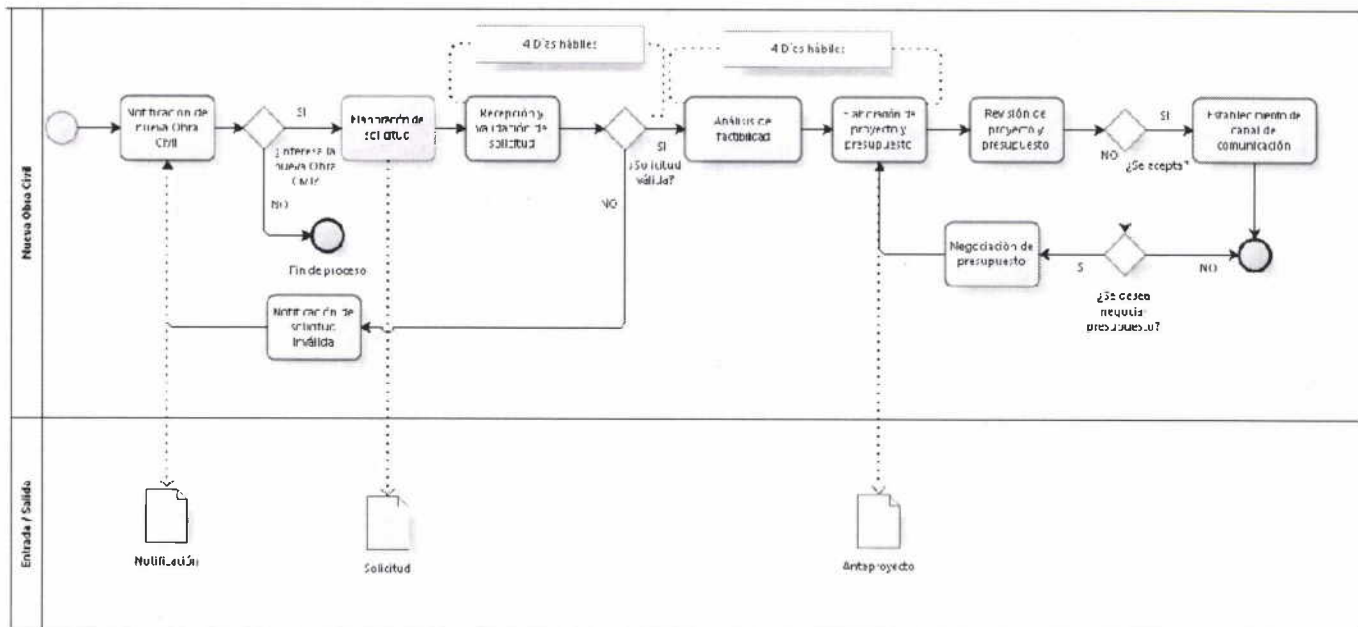 Nueva Obra Civil
4 Días hábiles
4 Días hábiles
Notificación de
nueva Obra
Civil
SI
¿Interesa la
nueva Obra
Civil?
NO
Fin de proceso
Elaboración de
solicitud
Recepción y
validación de
solicitud
SI
¿Solicitud
válida?
NO
Notificación de
solicitud
inválida
Análisis de
factibilidad
Elaboración de
proyecto y
presupuesto
Revisión de
proyecto y
presupuesto
SI
NO
¿Se acepta?
Establecimiento de
canal de
comunicación
Negociación de
presupuesto
S
NO
¿Se desea
negociar
presupuesto?
Entrada / Salida
Notificación
Solicitud
Anteproyecto